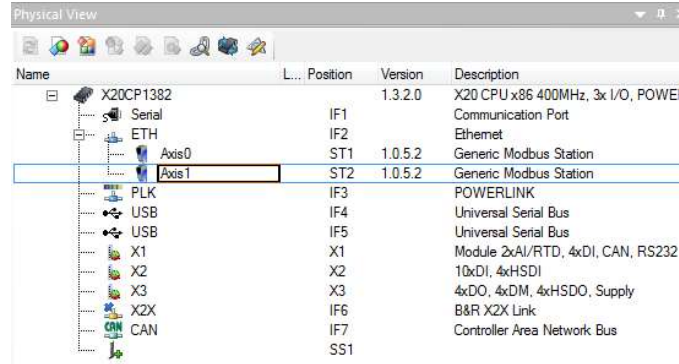 Physical View
Name L... Position Version Description
X20CP1382 1.3.2.0 X20 CPU x86 400MHz, 3x I/O, POWE
Serial IF1 Communication Port
ETH IF2 Ethernet
Axis0 ST1 1.0.5.2 Generic Modbus Station
Axis1 ST2 1.0.5.2 Generic Modbus Station
PLK IF3 POWERLINK
USB IF4 Universal Serial Bus
USB IF5 Universal Serial Bus
X1 X1 Module 2xAI/RTD, 4xDI, CAN, RS232
X2 X2 10xDI, 4xHSDI
X3 X3 4xDO, 4xDM, 4xHSDO, Supply
X2X IF6 B&R X2X Link
CAN CAN IF7 Controller Area Network Bus
SS1